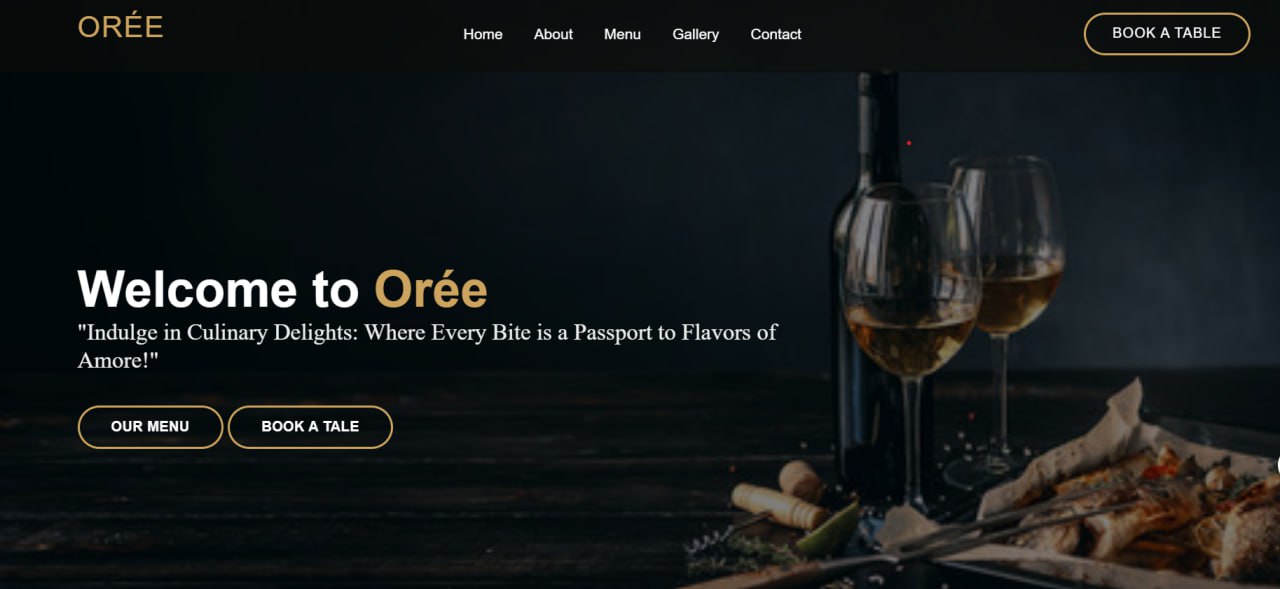 ORÉE
Home About Menu Gallery Contact
BOOK A TABLE
Welcome to Orée
"Indulge in Culinary Delights: Where Every Bite is a Passport to Flavors of
Amore!"
OUR MENU
BOOK A TALE